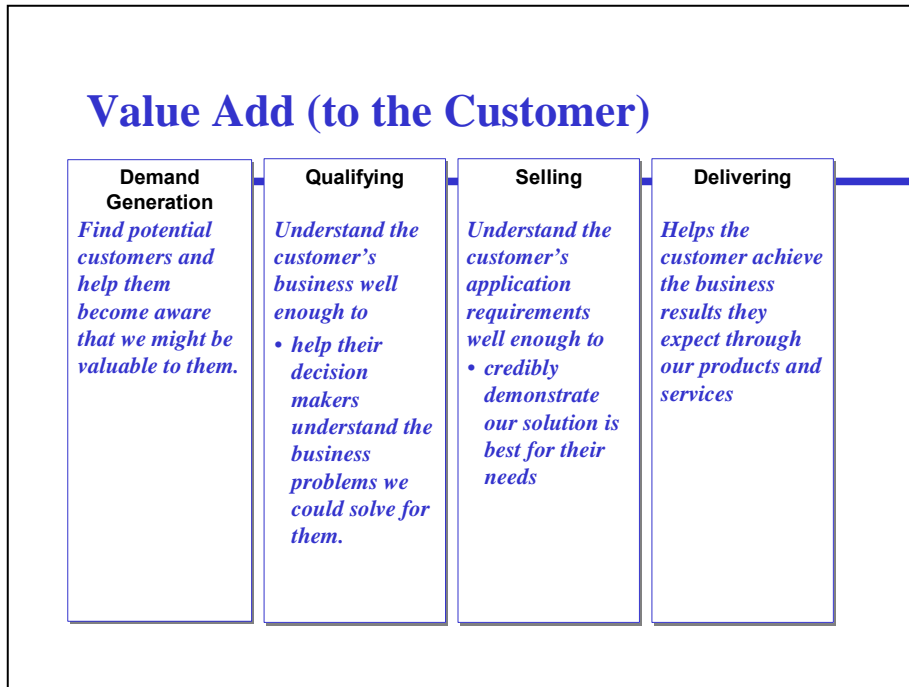 Value Add (to the Customer)
Demand
Generation
Find potential
customers and
help them
become aware
that we might be
valuable to them.
Qualifying
Understand the
customer's
business well
enough to
• help their
decision
makers
understand the
business
problems we
could solve for
them.
Selling
Understand the
customer's
application
requirements
well enough to
• credibly
demonstrate
our solution is
best for their
needs
Delivering
Helps the
customer achieve
the business
results they
expect through
our products and
services